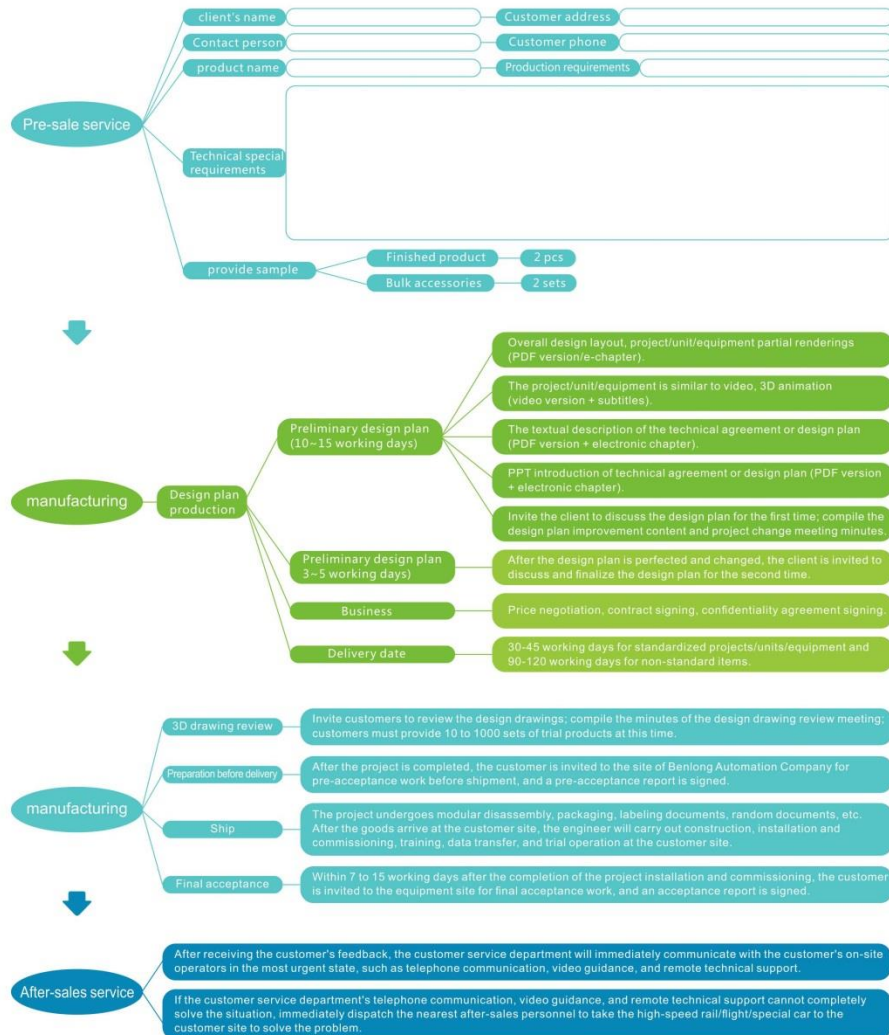 client's name
Customer address
Contact person
Customer phone
product name
Production requirements
Pre-sale service
Technical special
requirements
provide sample
Finished product
2 pcs
Bulk accessories
2 sets
manufacturing
Design plan
production
Preliminary design plan
(10~15 working days)
Overall design layout, project/unit/equipment partial renderings
(PDF version/e-chapter).
The project/unit/equipment is similar to video, 3D animation
(video version + subtitles).
The textual description of the technical agreement or design plan
(PDF version + electronic chapter).
PPT introduction of technical agreement or design plan (PDF version
+ electronic chapter).
Invite the client to discuss the design plan for the first time; compile the
design plan improvement content and project change meeting minutes.
Preliminary design plan
3~5 working days)
After the design plan is perfected and changed, the client is invited to
discuss and finalize the design plan for the second time.
Business
Price negotiation, contract signing, confidentiality agreement signing.
Delivery date
30-45 working days for standardized projects/units/equipment and
90-120 working days for non-standard items.
manufacturing
3D drawing review
Invite customers to review the design drawings; compile the minutes of the design drawing review meeting;
customers must provide 10 to 1000 sets of trial products at this time.
Preparation before delivery
After the project is completed, the customer is invited to the site of Benlong Automation Company for
pre-acceptance work before shipment, and a pre-acceptance report is signed.
Ship
The project undergoes modular disassembly, packaging, labeling documents, random documents, etc.
After the goods arrive at the customer site, the engineer will carry out construction, installation and
commissioning, training, data transfer, and trial operation at the customer site.
Final acceptance
Within 7 to 15 working days after the completion of the project installation and commissioning, the customer
is invited to the equipment site for final acceptance work, and an acceptance report is signed.
After-sales service
After receiving the customer's feedback, the customer service department will immediately communicate with the customer's on-site
operators in the most urgent state, such as telephone communication, video guidance, and remote technical support.
If the customer service department's telephone communication, video guidance, and remote technical support cannot completely
solve the situation, immediately dispatch the nearest after-sales personnel to take the high-speed rail/flight/special car to the
customer site to solve the problem.